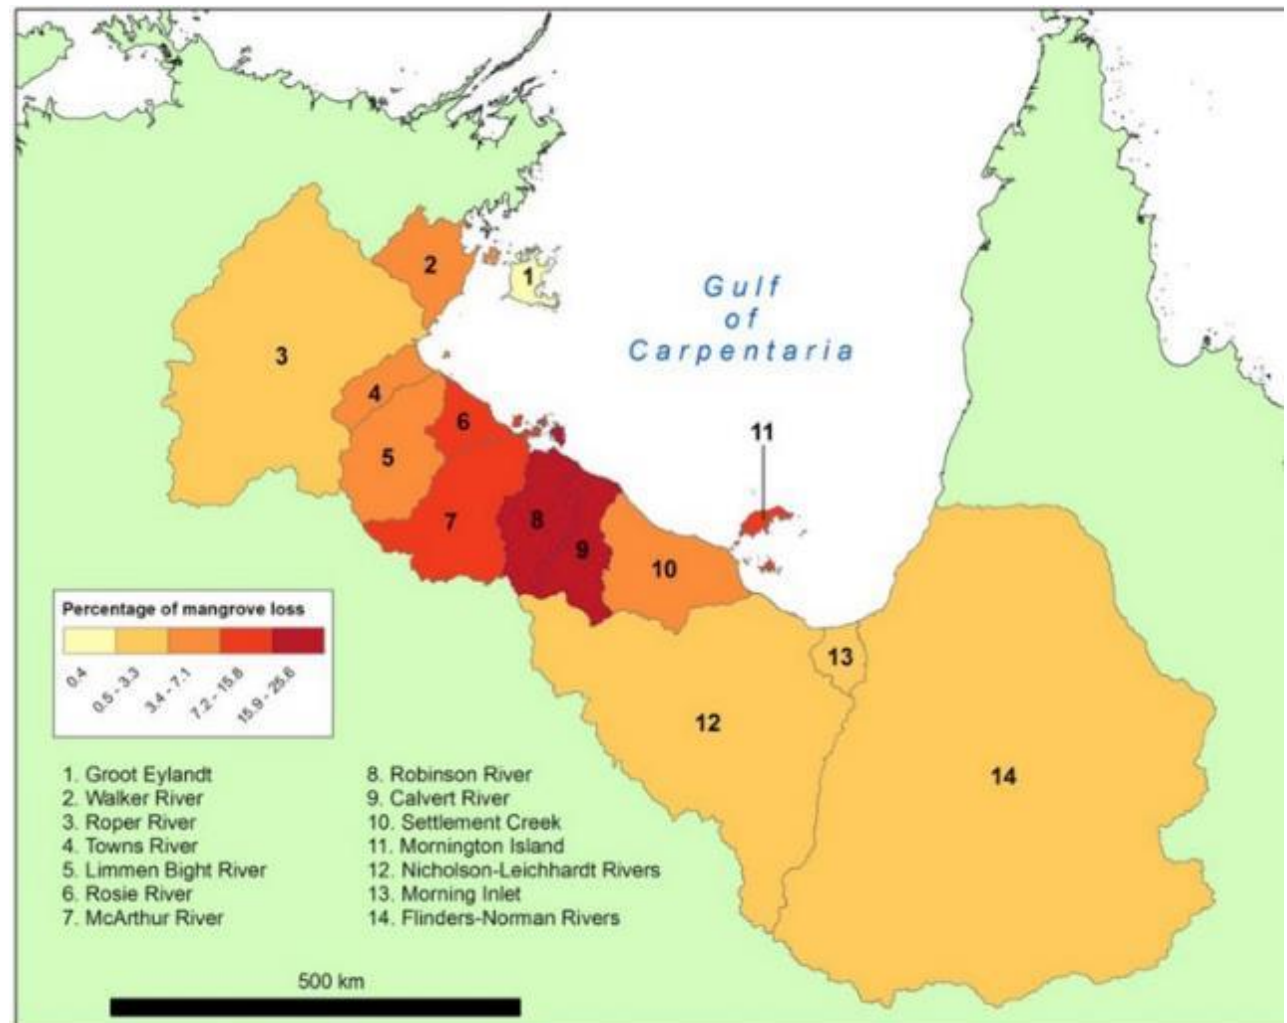 Gulf
of
Carpentaria
1
2
3
4
5
6
7
8
9
10
11
12
13
14
Percentage of mangrove loss
0.4
0.5 - 3.3
3.4 - 7.1
7.2 - 15.8
15.9 - 25.6
1. Groot Eylandt
2. Walker River
3. Roper River
4. Towns River
5. Limmen Bight River
6. Rosie River
7. McArthur River
8. Robinson River
9. Calvert River
10. Settlement Creek
11. Mornington Island
12. Nicholson-Leichhardt Rivers
13. Morning Inlet
14. Flinders-Norman Rivers
500 km